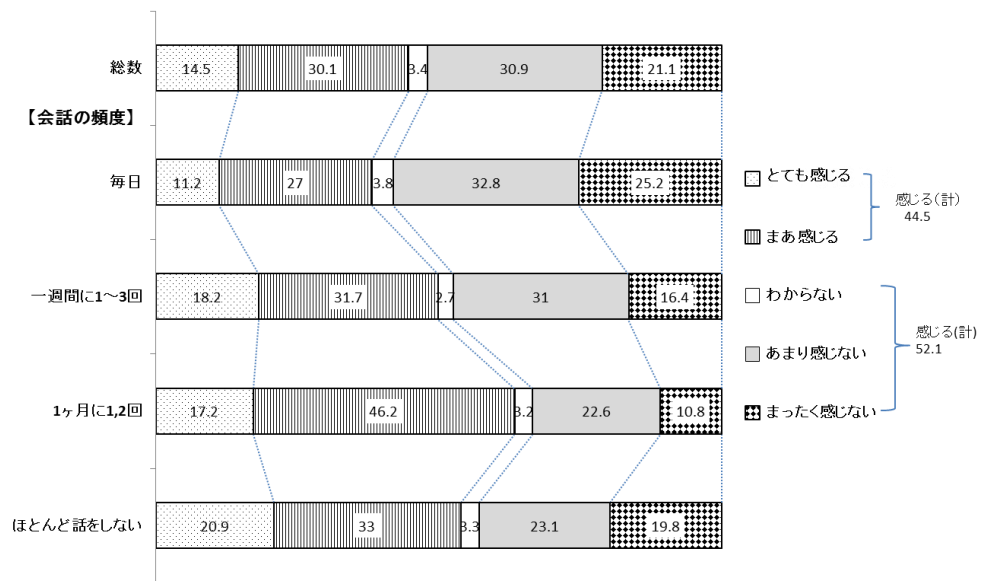 総数
14.5 30.1 3.4 30.9 21.1
【会話の頻度】
毎日
11.2 27 3.8 32.8 25.2
一週間に1～3回
18.2 31.7 2.7 31 16.4
1ヶ月に1,2回
17.2 46.2 3.2 22.6 10.8
ほとんど話をしない
20.9 33 3.3 23.1 19.8
とても感じる
まあ感じる
感じる（計）
44.5
わからない
あまり感じない
まったく感じない
感じる(計)
52.1